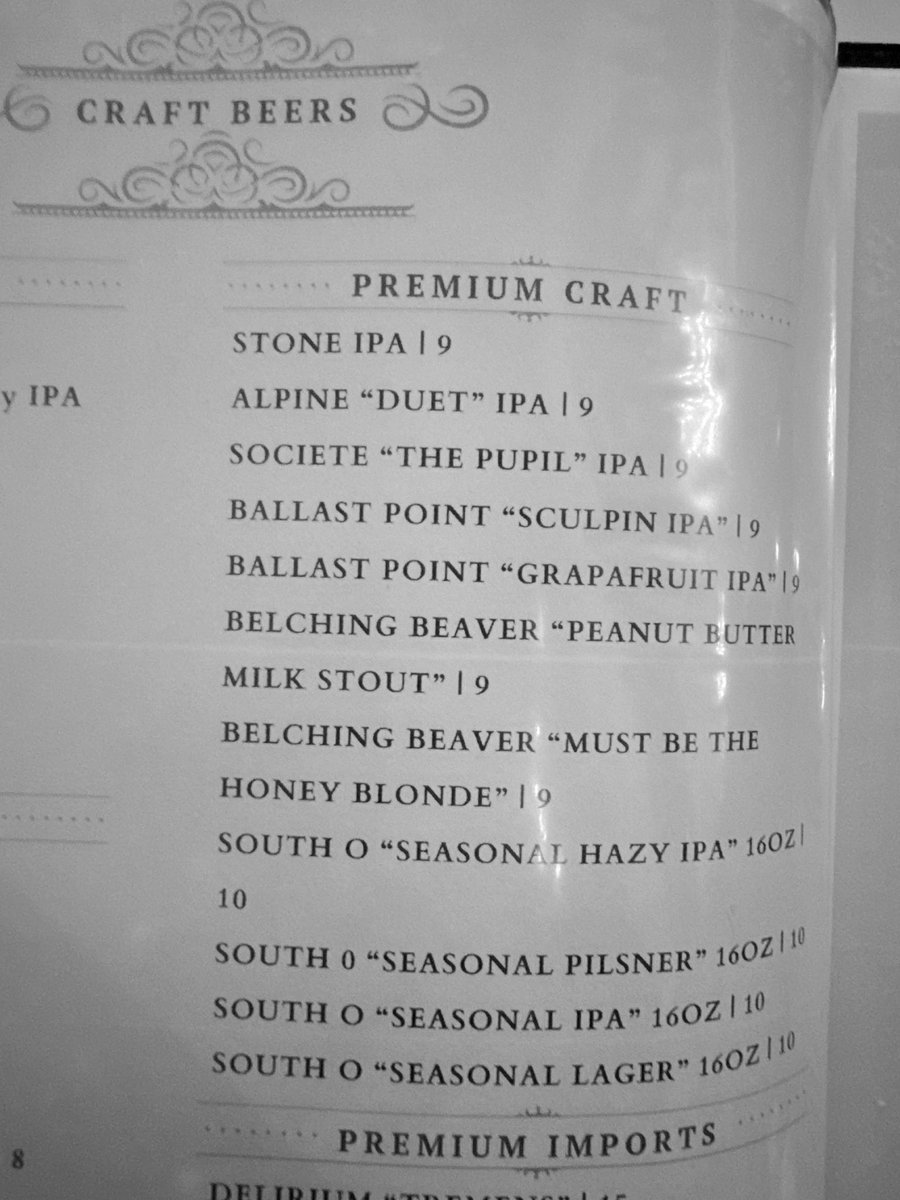 CRAFT BEERS
PREMIUM CRAFT
STONE IPA | 9
y IPA
ALPINE “DUET” IPA | 9
SOCIETE “THE PUPIL” IPA | 9
BALLAST POINT “SCULPIN IPA” | 9
BALLAST POINT “GRAPAFRUIT IPA” | 9
BELCHING BEAVER “PEANUT BUTTER
MILK STOUT” | 9
BELCHING BEAVER “MUST BE THE
HONEY BLONDE” | 9
SOUTH O “SEASONAL HAZY IPA” 16OZ |
10
SOUTH 0 “SEASONAL PILSNER” 16OZ | 10
SOUTH O “SEASONAL IPA” 16OZ | 10
SOUTH O “SEASONAL LAGER” 16OZ | 10
PREMIUM IMPORTS
8
DELIRIUM “TREMENS” | 15